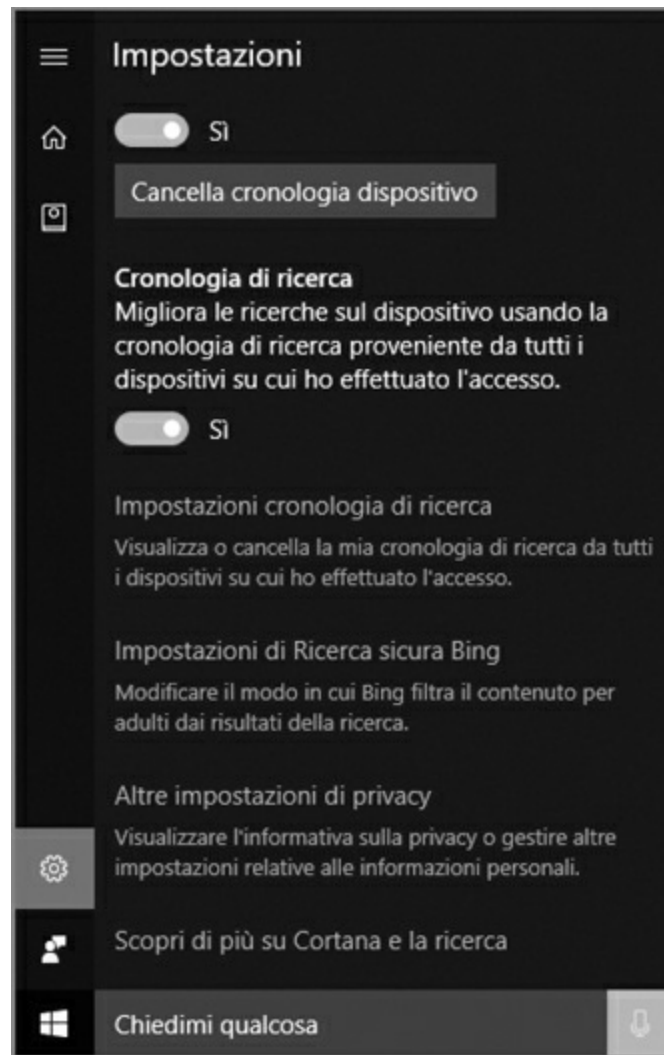 Impostazioni
Sì
Cancella cronologia dispositivo
Cronologia di ricerca
Migliora le ricerche sul dispositivo usando la
cronologia di ricerca proveniente da tutti i
dispositivi su cui ho effettuato l'accesso.
Sì
Impostazioni cronologia di ricerca
Visualizza o cancella la mia cronologia di ricerca da tutti
i dispositivi su cui ho effettuato l'accesso.
Impostazioni di Ricerca sicura Bing
Modificare il modo in cui Bing filtra il contenuto per
adulti dai risultati della ricerca.
Altre impostazioni di privacy
Visualizzare l'informativa sulla privacy o gestire altre
impostazioni relative alle informazioni personali.
Scopri di più su Cortana e la ricerca
Chiedimi qualcosa